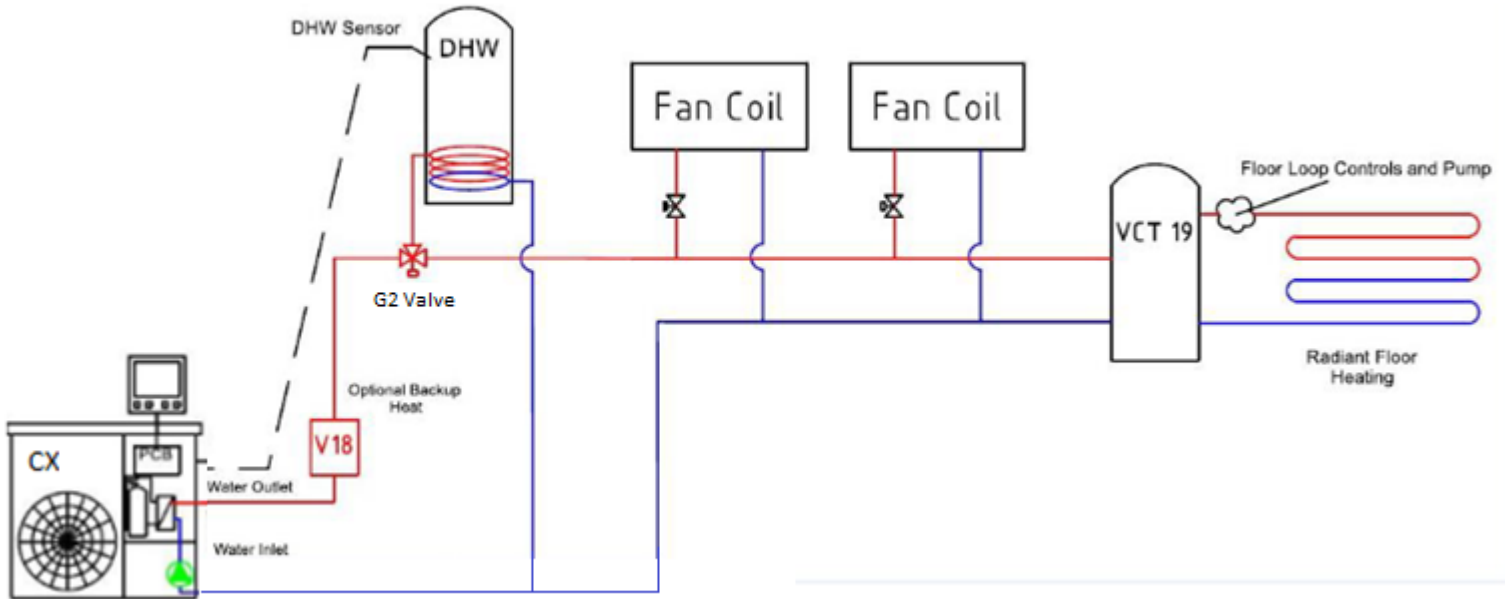 DHW Sensor
DHW
Fan Coil
Fan Coil
Floor Loop Controls and Pump
VCT 19
G2 Valve
Radiant Floor
Heating
Optional Backup
Heat
V18
CX
PCB
Water Outlet
Water Inlet